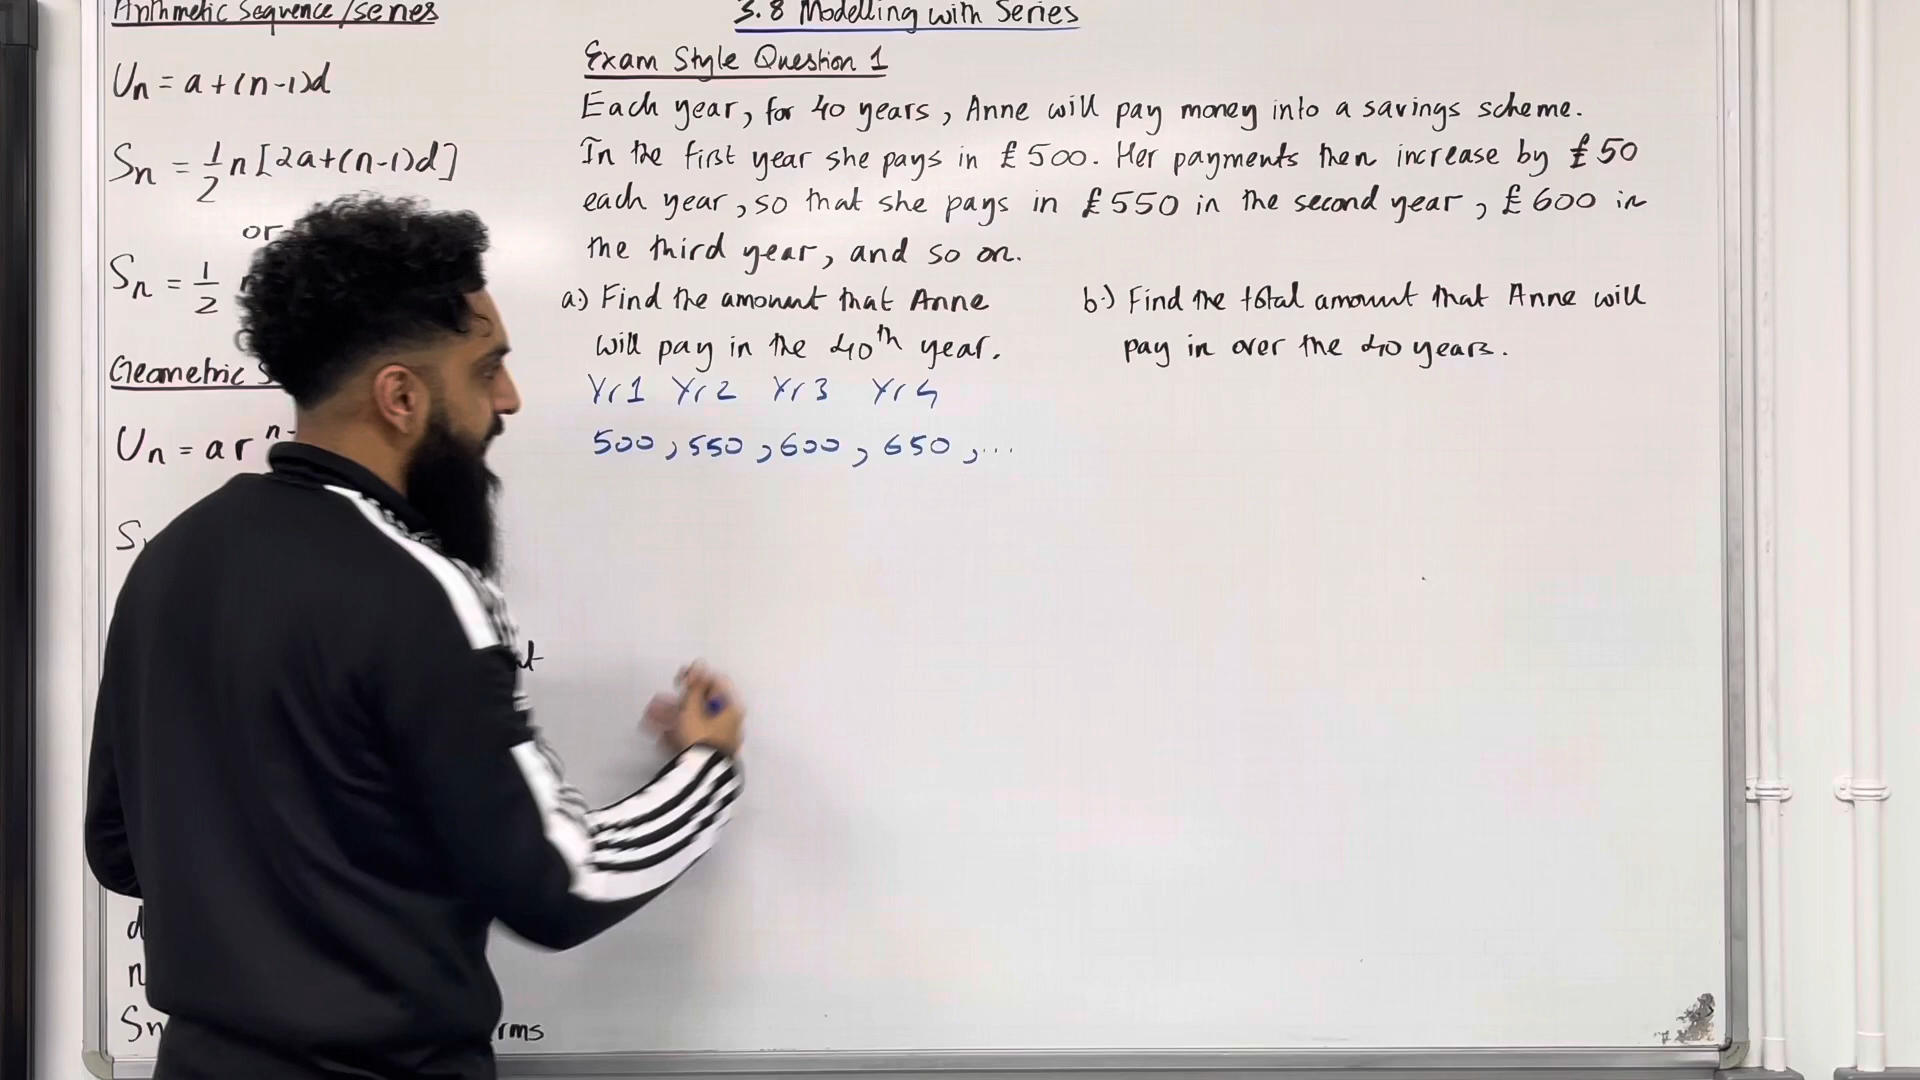 Arithmetic Sequence/series
Un = a+(n-1)d
Sn = 1/2 n[2a+(n-1)d]
or
Sn = 1/2
Geometric
Un = ar^n-
S
d
n
Sn
rms
3.8 Modelling with Series
Exam Style Question 1
Each year, for 40 years, Anne will pay money into a savings scheme.
In the first year she pays in £500. Her payments then increase by £50
each year, so that she pays in £550 in the second year, £600 in
the third year, and so on.
a.) Find the amount that Anne
will pay in the 40th year.
Yr1 Yr2 Yr3 Yr4
500, 550, 600, 650, ...
b.) Find the total amount that Anne will
pay in over the 40 years.